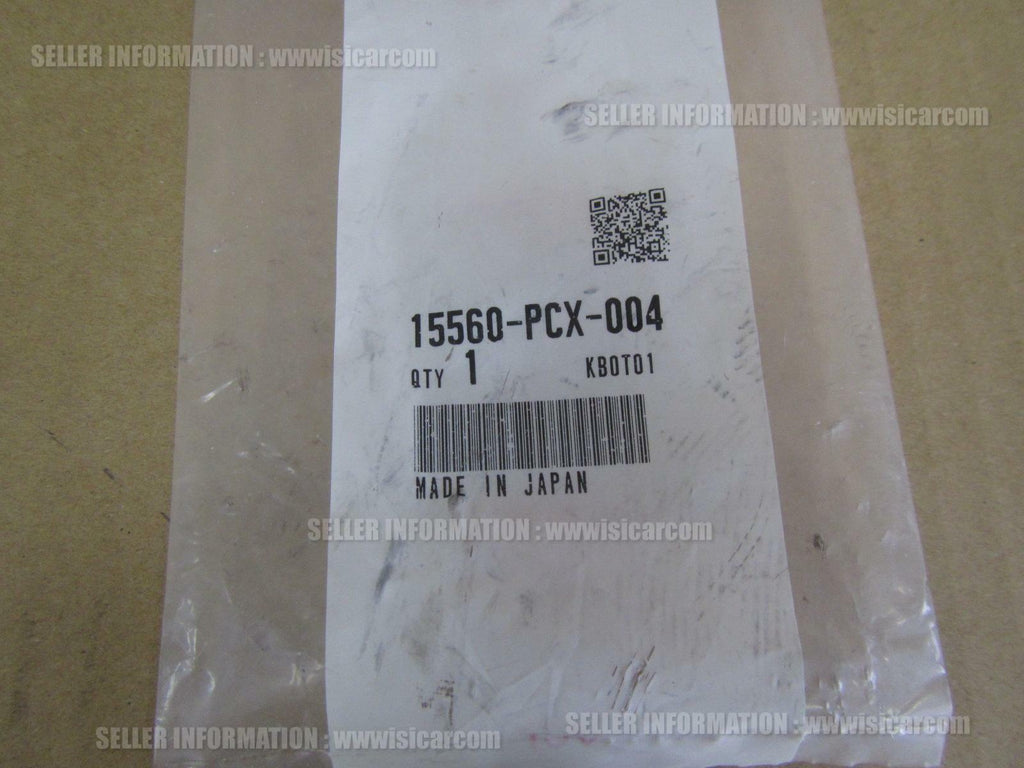 SELLER INFORMATION : wwwisicarcom
SELLER INFORMATION : wwwisicarcom
15560-PCX-004
QTY 1 KBOT01
MADE IN JAPAN
SELLER INFORMATION : wwwisicarcom
SELLER INFORMATION : wwwisicarcom
SELLER INFORMATION : wwwisicarcom